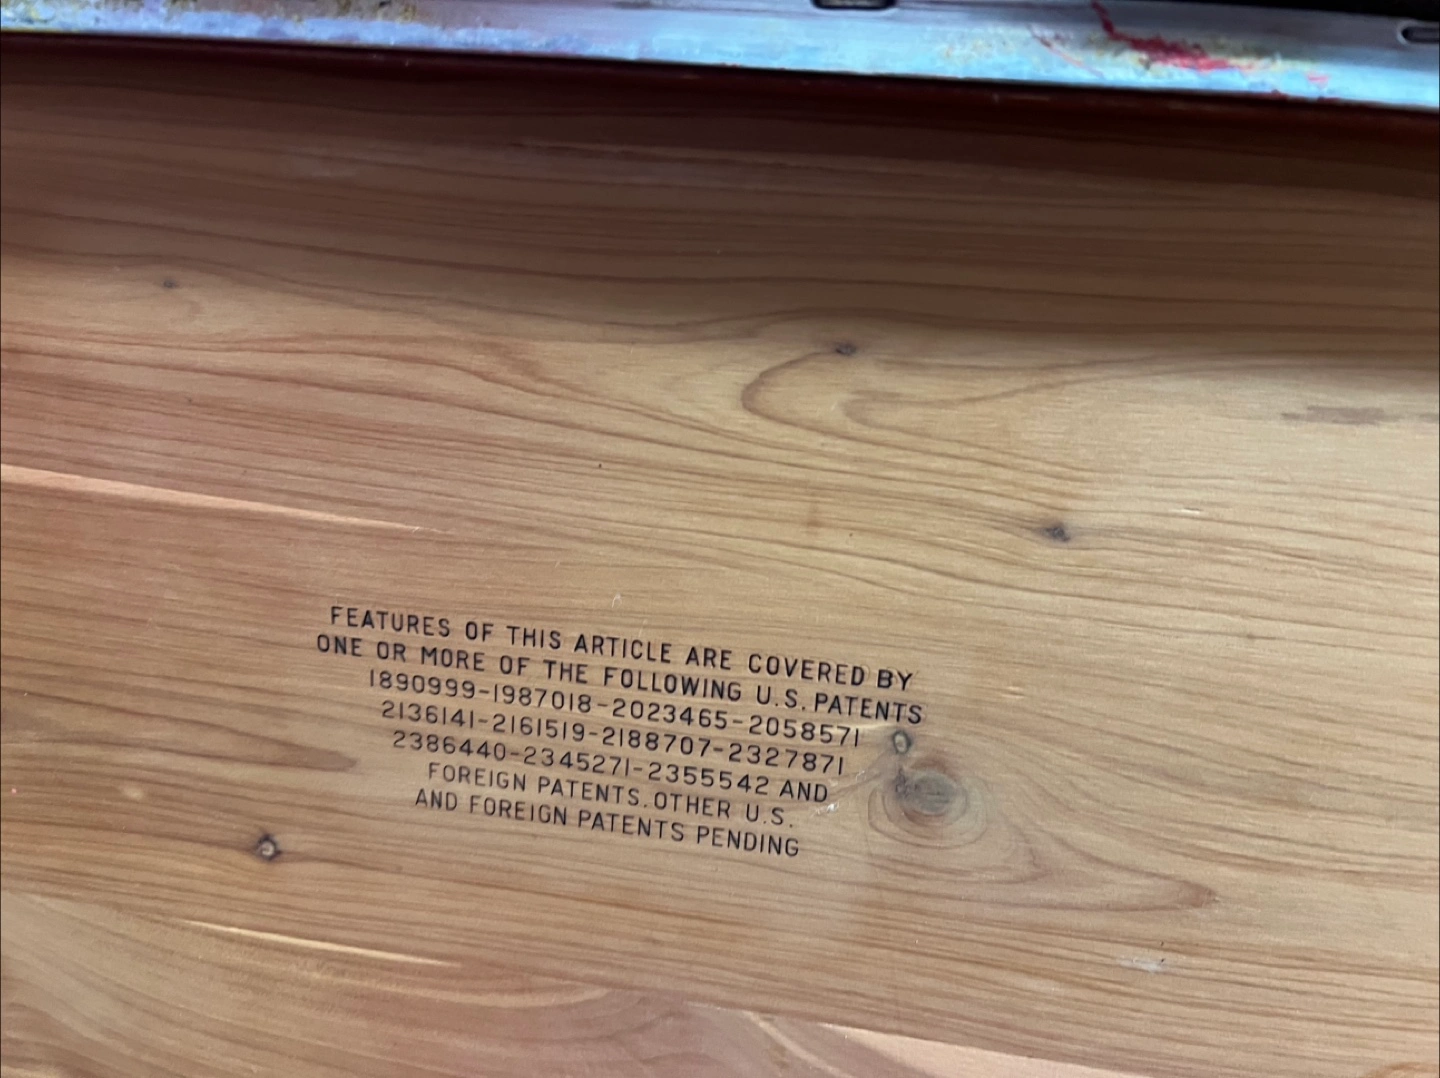 FEATURES OF THIS ARTICLE ARE COVERED BY
ONE OR MORE OF THE FOLLOWING U.S. PATENTS
1890999-1987018-2023465-2058571
2136141-2161519-2188707-2327871
2386440-2345271-2355542 AND
FOREIGN PATENTS. OTHER U.S.
AND FOREIGN PATENTS PENDING